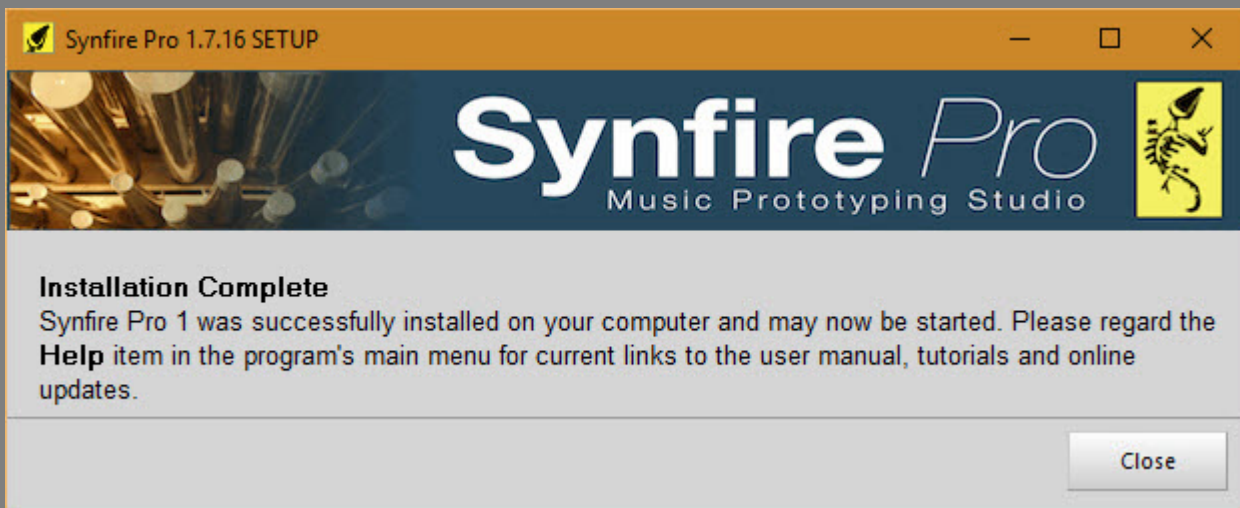 Synfire Pro 1.7.16 SETUP
Synfire Pro
Music Prototyping Studio
Installation Complete
Synfire Pro 1 was successfully installed on your computer and may now be started. Please regard the
Help item in the program's main menu for current links to the user manual, tutorials and online
updates.
Close